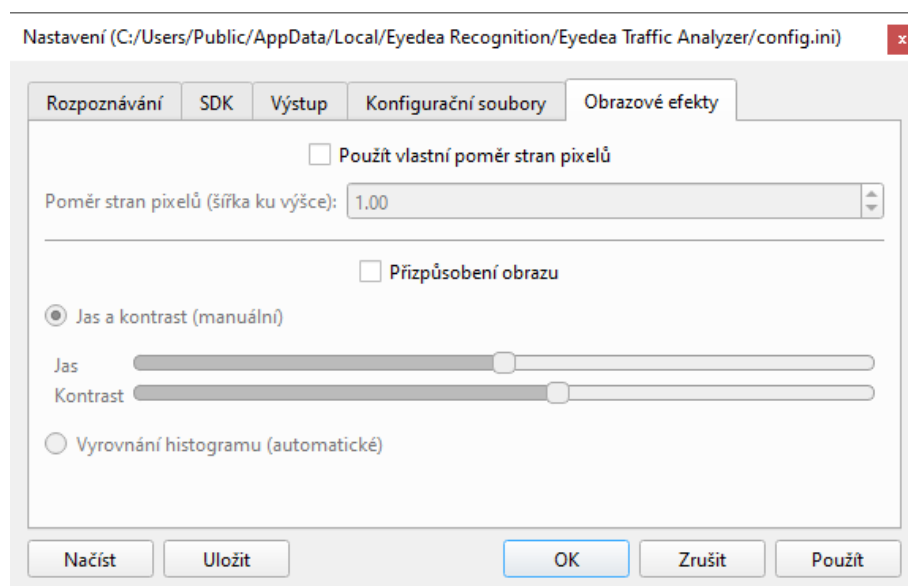 Nastavení (C:/Users/Public/AppData/Local/Eyedea Recognition/Eyedea Traffic Analyzer/config.ini) x
Rozpoznávání SDK Výstup Konfigurační soubory Obrazové efekty
Použít vlastní poměr stran pixelů
Poměr stran pixelů (šířka ku výšce): 1.00
Přizpůsobení obrazu
Jas a kontrast (manuální)
Jas
Kontrast
Vyrovnání histogramu (automatické)
Načíst Uložit OK Zrušit Použít